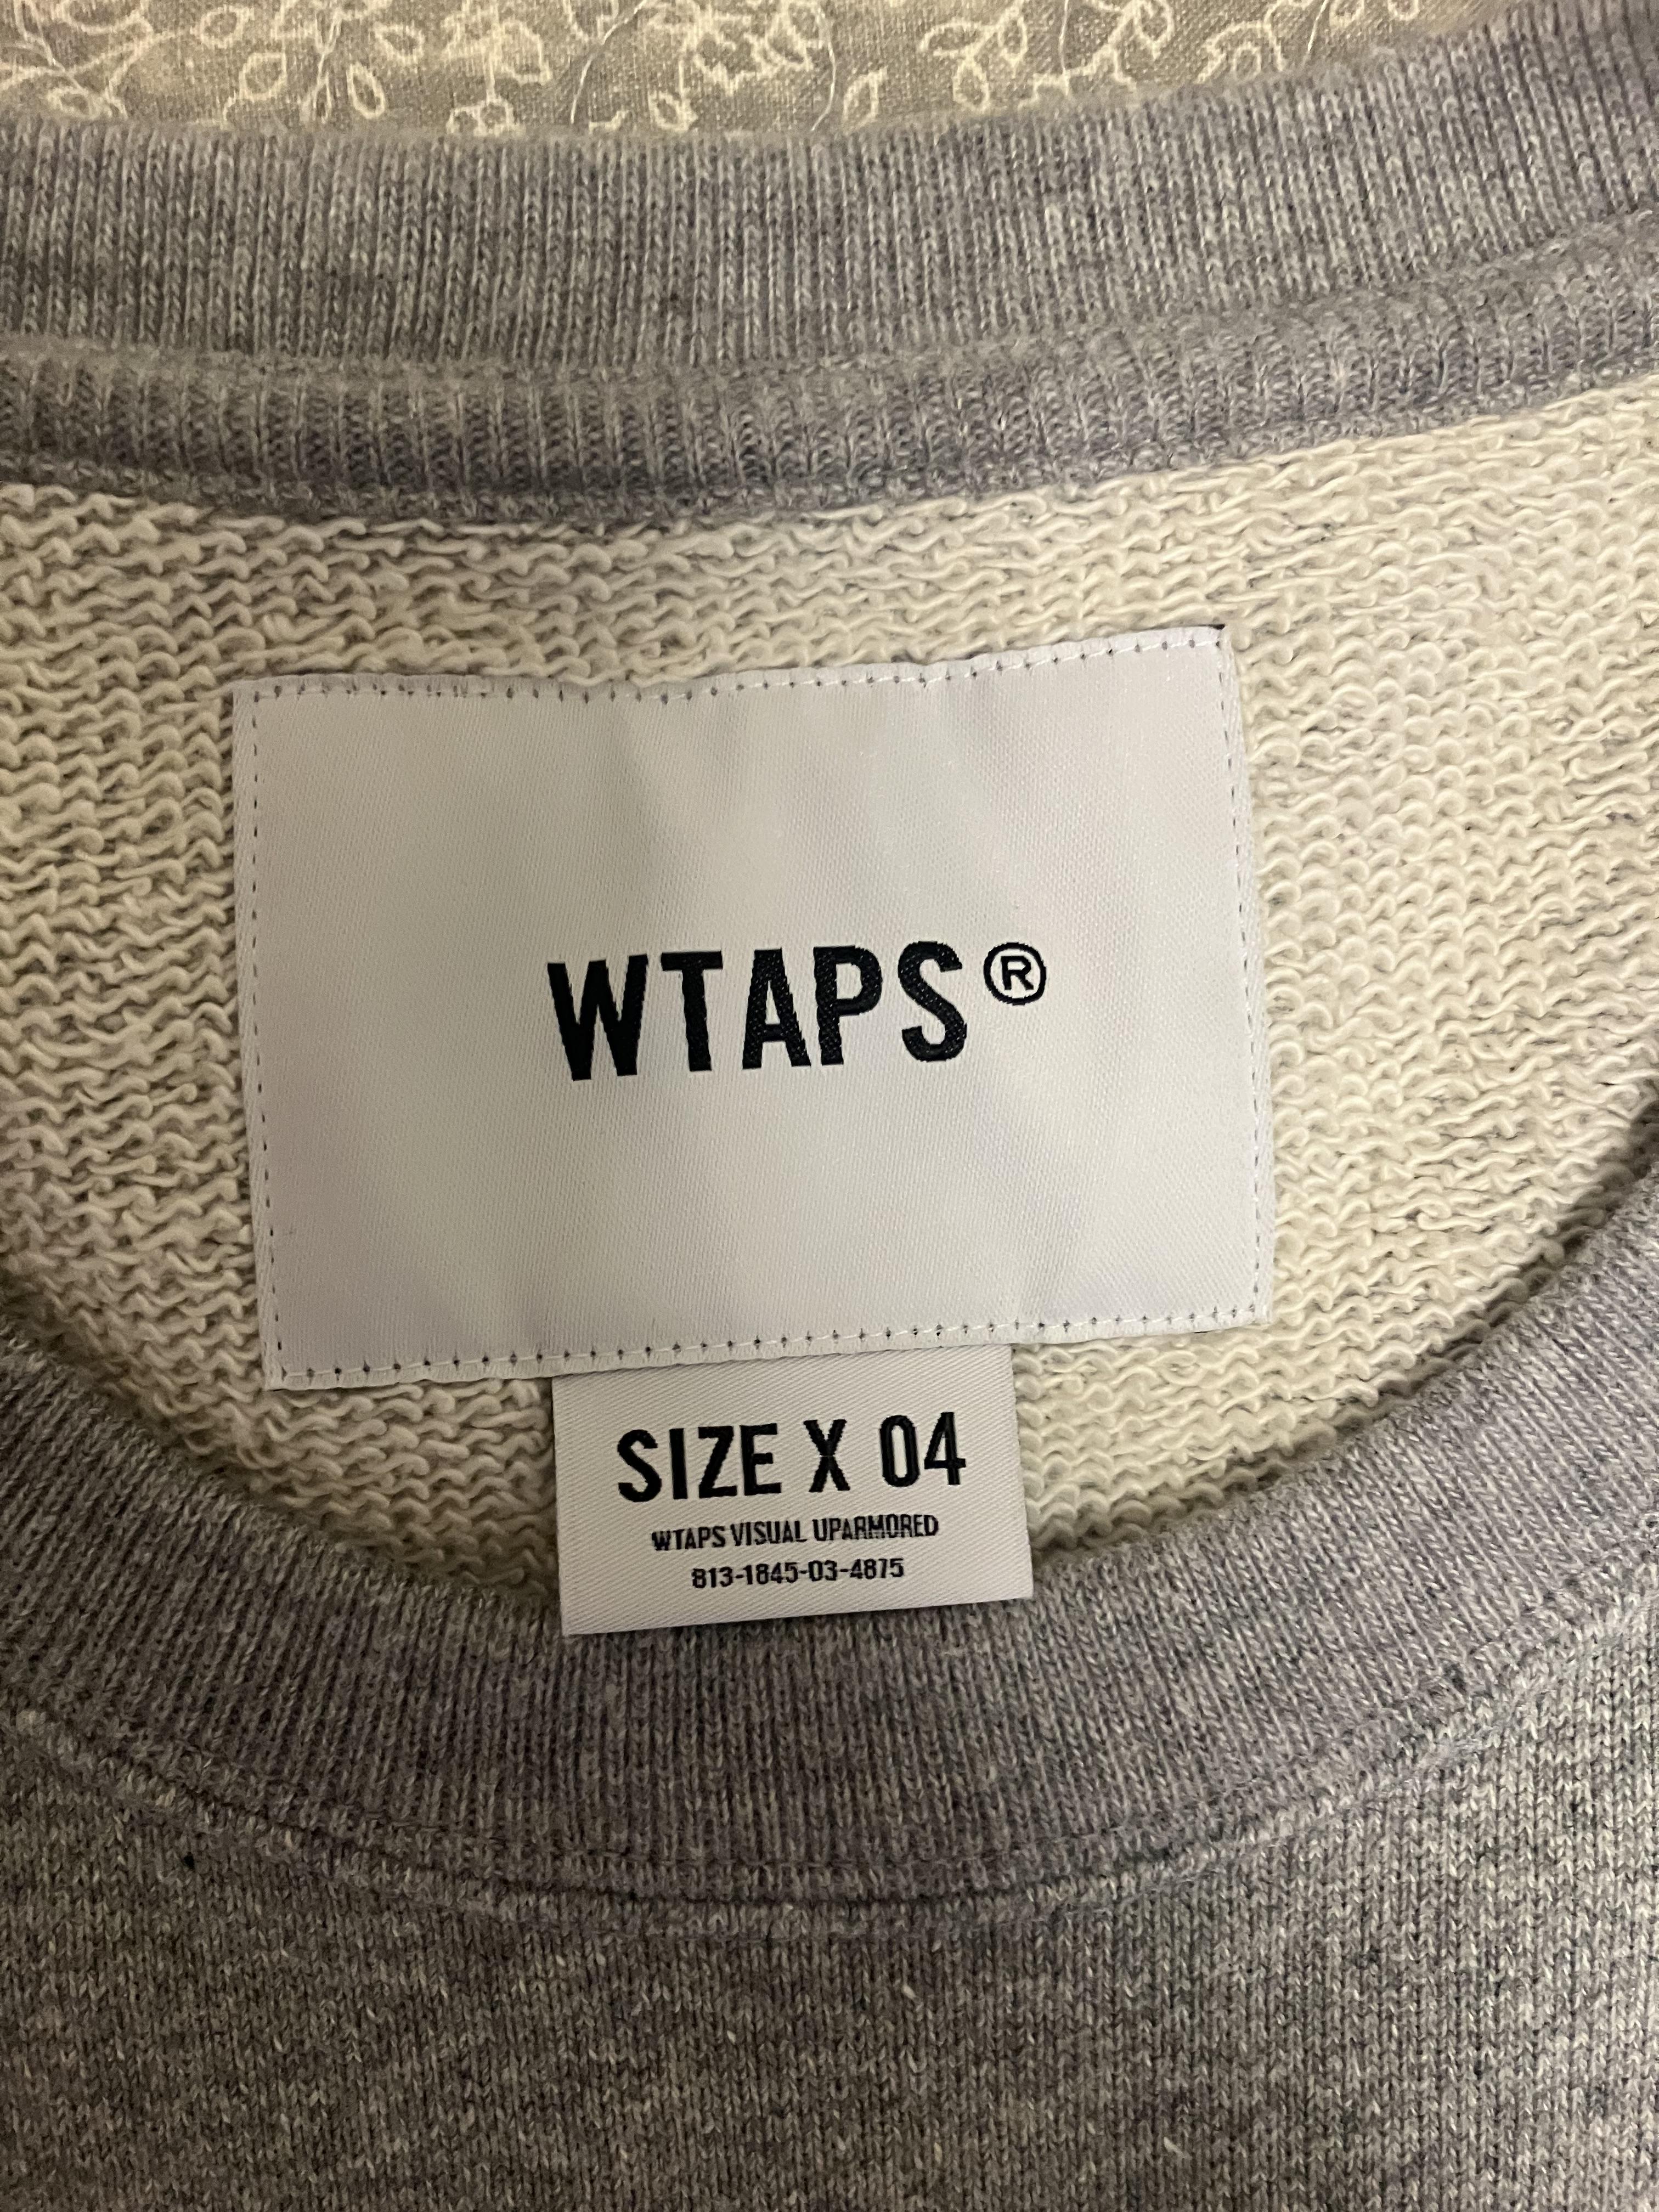 WTAPS®
SIZE X 04
WTAPS VISUAL UPARMORED
813-1845-03-4875